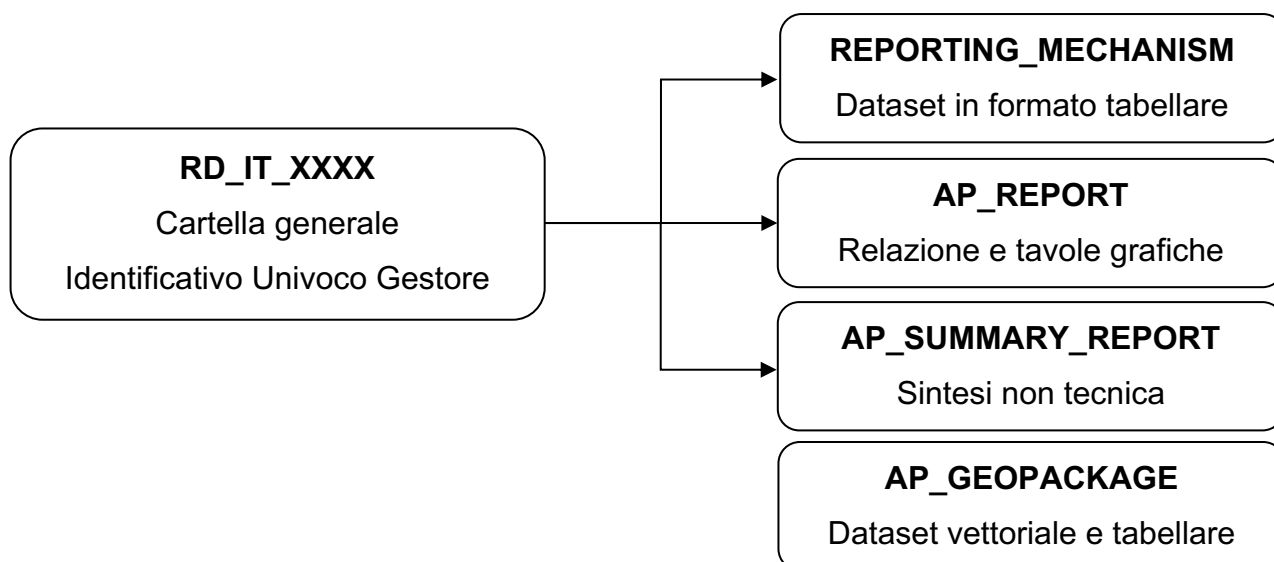 RD_IT_XXXX
Cartella generale
Identificativo Univoco Gestore
REPORTING_MECHANISM
Dataset in formato tabellare
AP_REPORT
Relazione e tavole grafiche
AP_SUMMARY_REPORT
Sintesi non tecnica
AP_GEOPACKAGE
Dataset vettoriale e tabellare